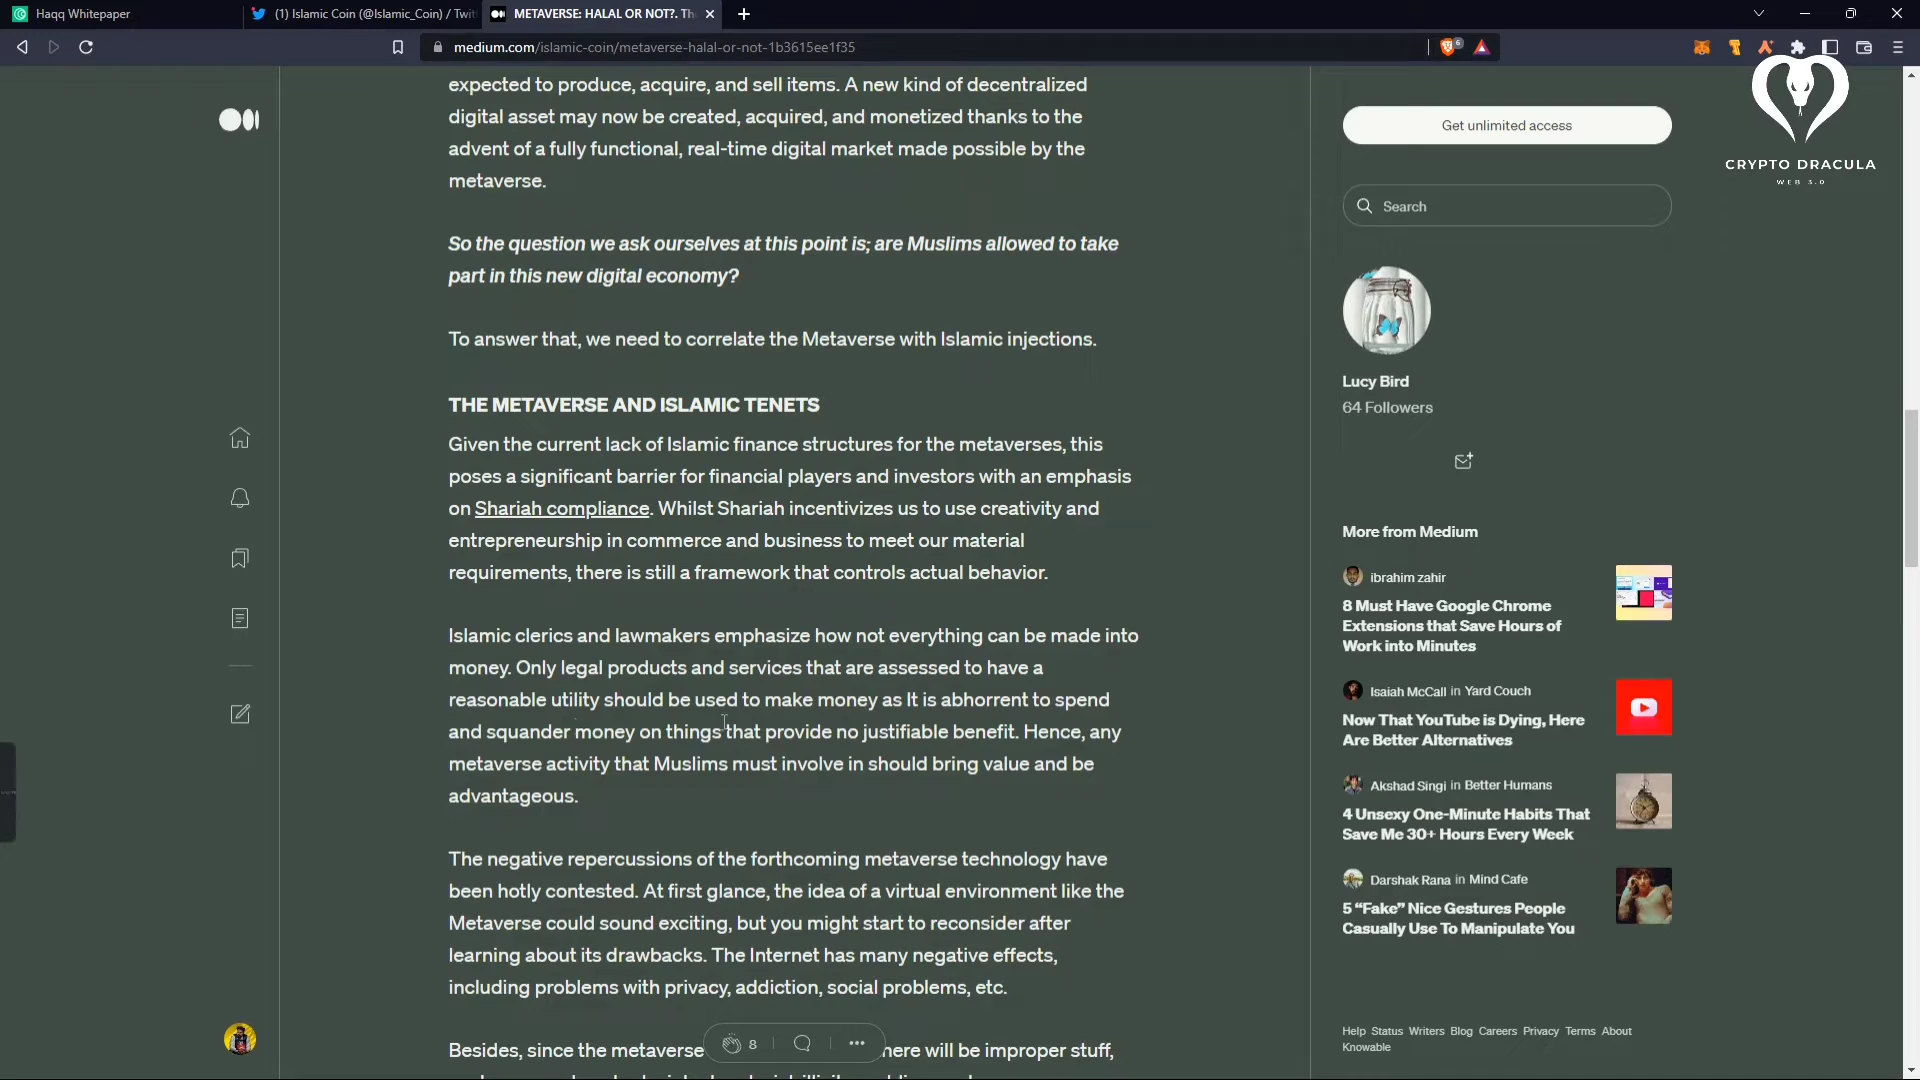 Haqq Whitepaper
(1) Islamic Coin (@Islamic_Coin) / Twit
METAVERSE: HALAL OR NOT?. Th
medium.com/islamic-coin/metaverse-halal-or-not-1b3615ee1f35
6
expected to produce, acquire, and sell items. A new kind of decentralized
digital asset may now be created, acquired, and monetized thanks to the
advent of a fully functional, real-time digital market made possible by the
metaverse.
So the question we ask ourselves at this point is; are Muslims allowed to take
part in this new digital economy?
To answer that, we need to correlate the Metaverse with Islamic injections.
THE METAVERSE AND ISLAMIC TENETS
Given the current lack of Islamic finance structures for the metaverses, this
poses a significant barrier for financial players and investors with an emphasis
on Shariah compliance. Whilst Shariah incentivizes us to use creativity and
entrepreneurship in commerce and business to meet our material
requirements, there is still a framework that controls actual behavior.
Islamic clerics and lawmakers emphasize how not everything can be made into
money. Only legal products and services that are assessed to have a
reasonable utility should be used to make money as It is abhorrent to spend
and squander money on things that provide no justifiable benefit. Hence, any
metaverse activity that Muslims must involve in should bring value and be
advantageous.
The negative repercussions of the forthcoming metaverse technology have
been hotly contested. At first glance, the idea of a virtual environment like the
Metaverse could sound exciting, but you might start to reconsider after
learning about its drawbacks. The Internet has many negative effects,
including problems with privacy, addiction, social problems, etc.
Besides, since the metaverse here will be improper stuff,
8
Get unlimited access
CRYPTO DRACULA
WEB 3.0
Search
Lucy Bird
64 Followers
More from Medium
ibrahim zahir
8 Must Have Google Chrome
Extensions that Save Hours of
Work into Minutes
Isaiah McCall in Yard Couch
Now That YouTube is Dying, Here
Are Better Alternatives
Akshad Singi in Better Humans
4 Unsexy One-Minute Habits That
Save Me 30+ Hours Every Week
Darshak Rana in Mind Cafe
5 “Fake” Nice Gestures People
Casually Use To Manipulate You
Help Status Writers Blog Careers Privacy Terms About
Knowable